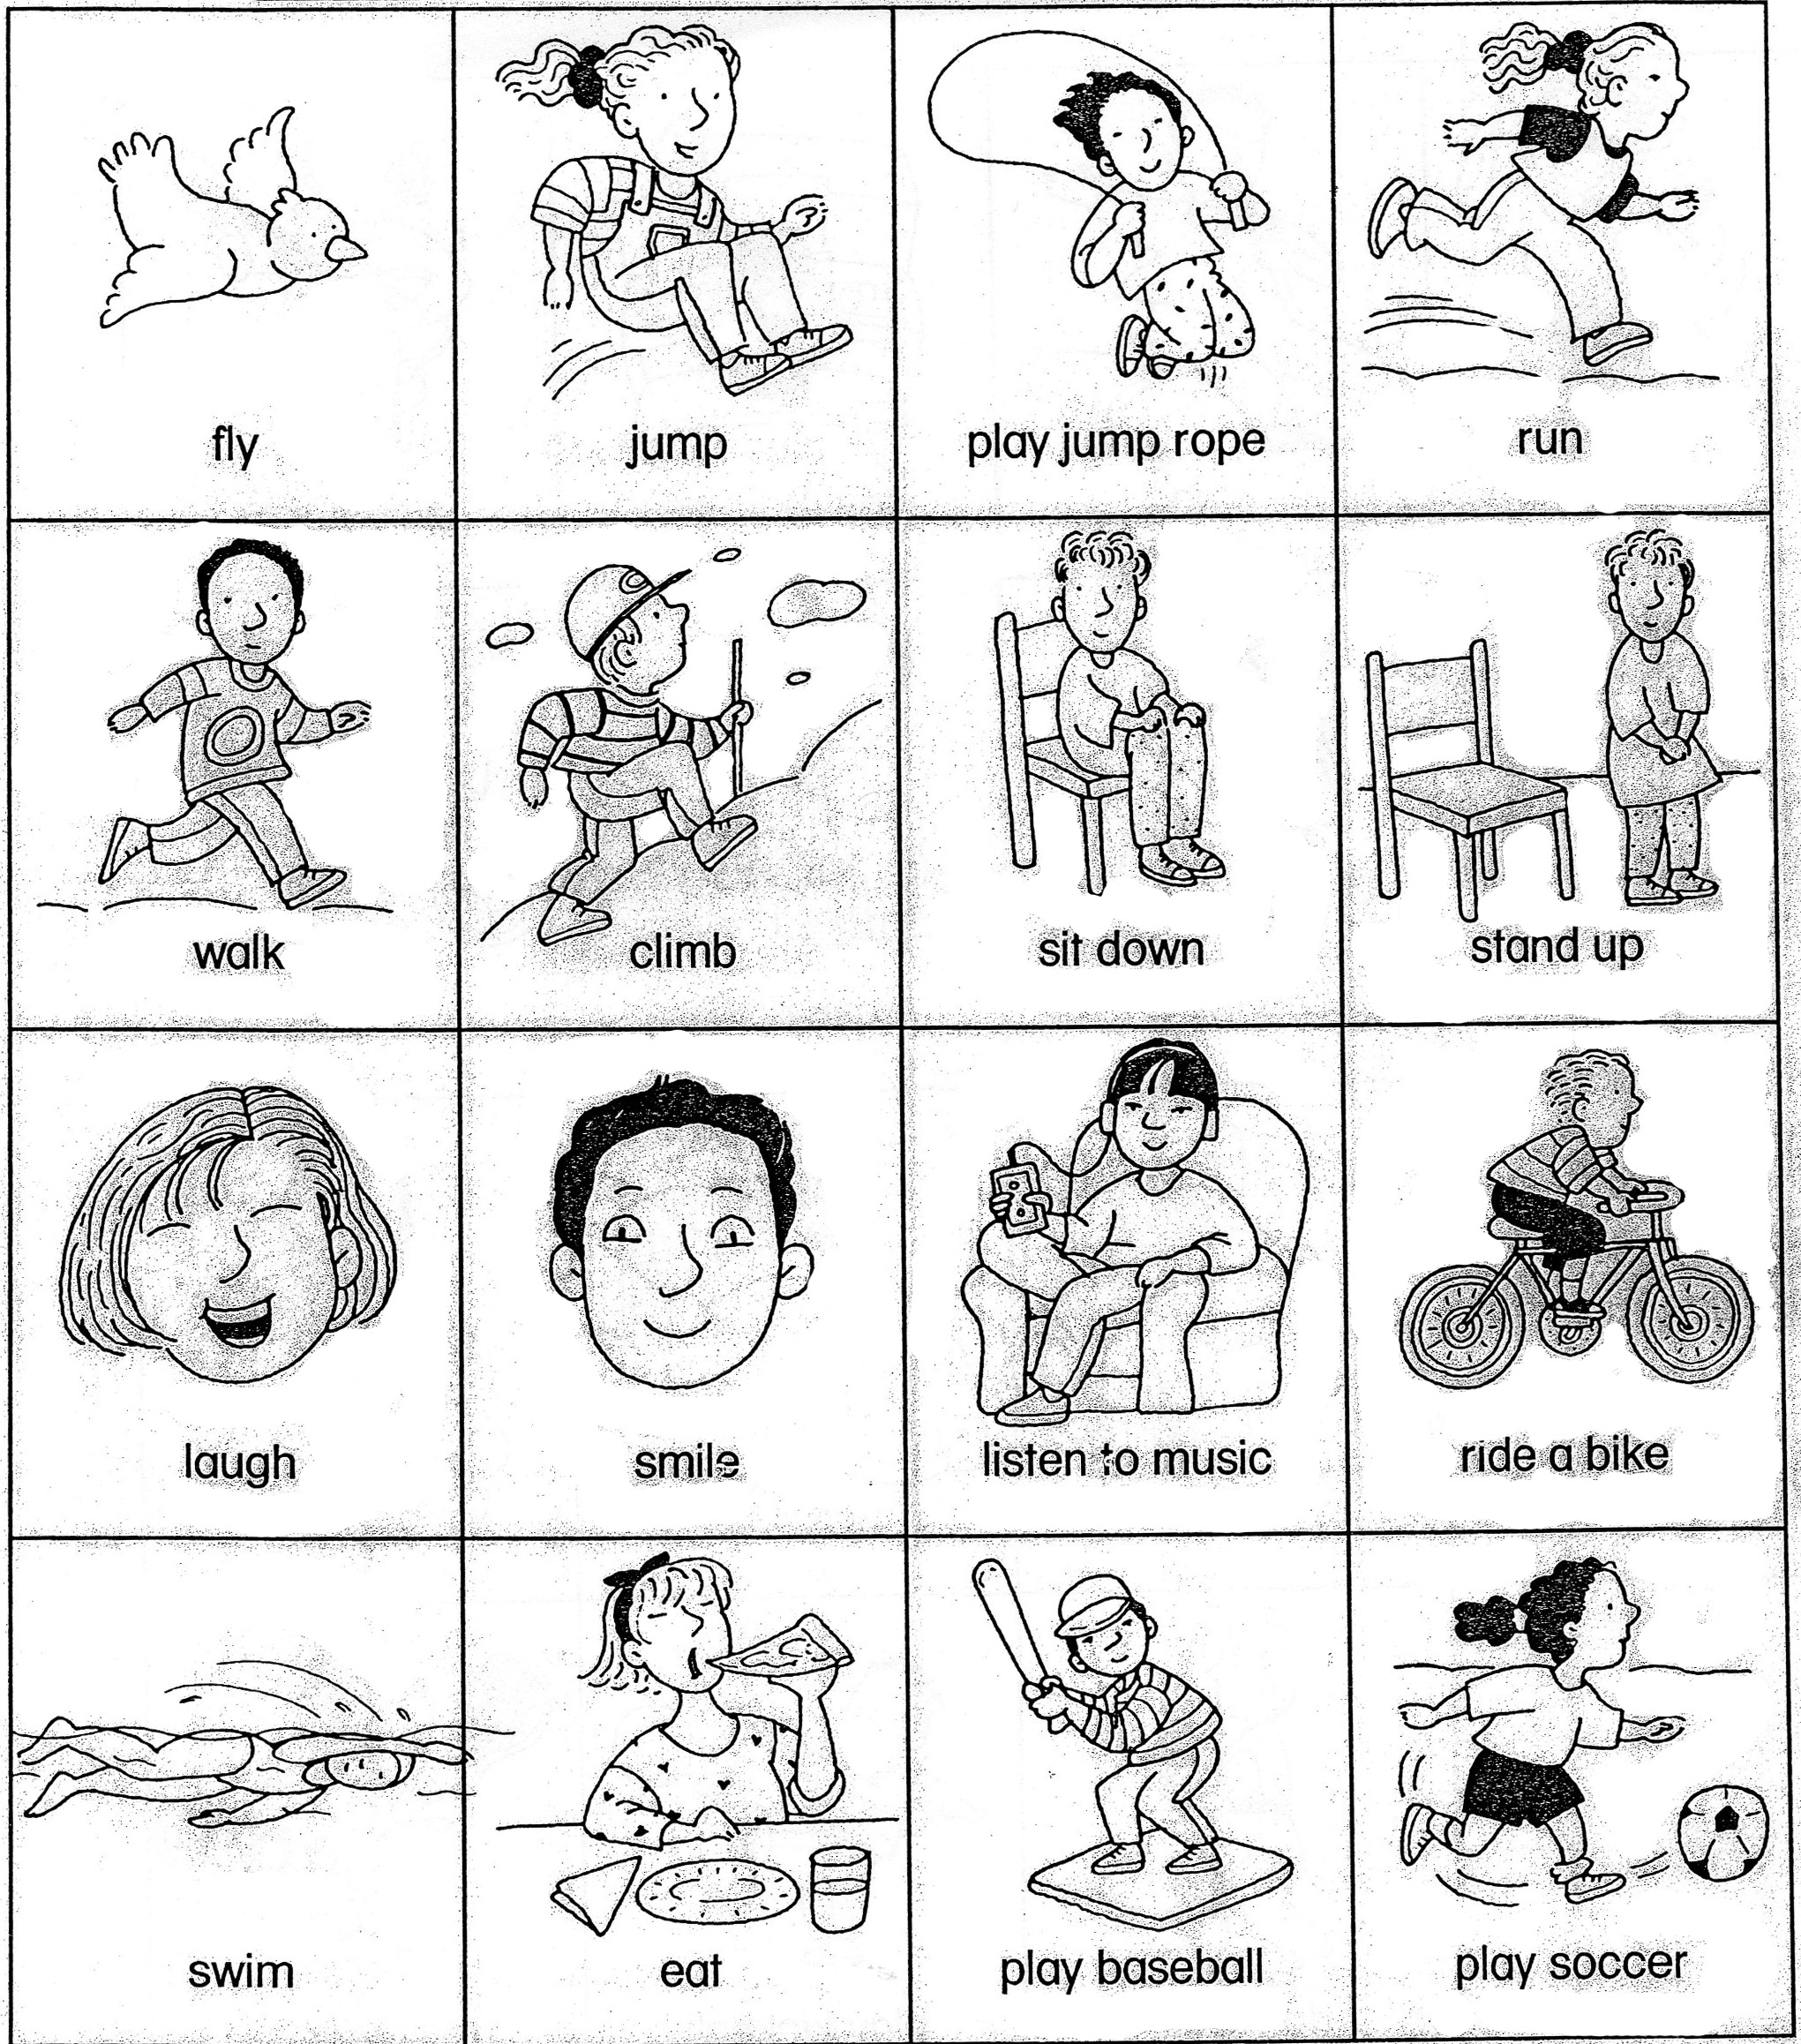 fly
jump
play jump rope
run
walk
climb
sit down
stand up
laugh
smile
listen to music
ride a bike
swim
eat
play baseball
play soccer